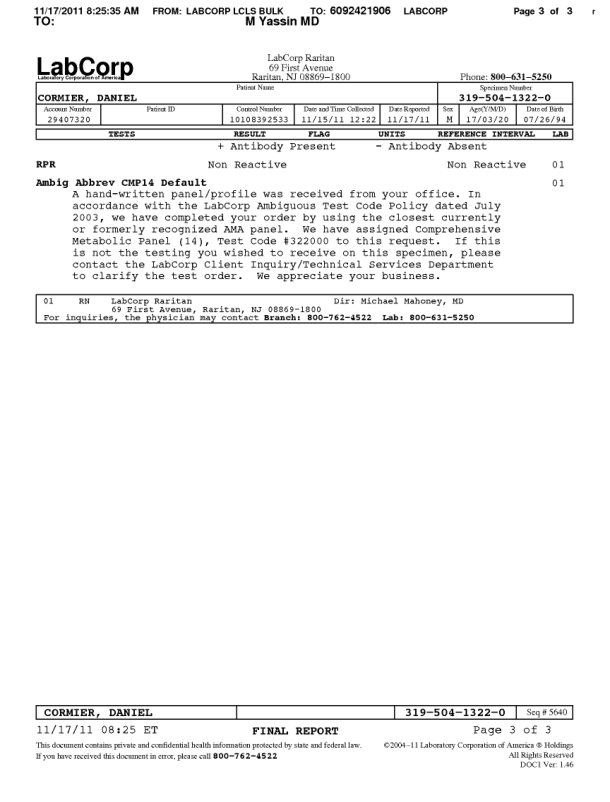 11/17/2011 8:25:35 AM FROM: LABCORP LCLS BULK TO: 6092421906 LABCORP Page 3 of 3 r
TO: M Yassin MD
LabCorp
Laboratory Corporation of America
LabCorp Raritan
69 First Avenue
Raritan, NJ 08869-1800
Phone: 800-631-5250
Patient Name Specimen Number
CORMIER, DANIEL 319-504-1322-0
Account Number Patient ID Control Number Date and Time Collected Date Reported Sex Age(Y/M/D) Date of Birth
29407320 10108392533 11/15/11 12:22 11/17/11 M 17/03/20 07/26/94
TESTS RESULT FLAG UNITS REFERENCE INTERVAL LAB
+ Antibody Present - Antibody Absent
RPR Non Reactive Non Reactive 01
Ambig Abbrev CMP14 Default 01
A hand-written panel/profile was received from your office. In
accordance with the LabCorp Ambiguous Test Code Policy dated July
2003, we have completed your order by using the closest currently
or formerly recognized AMA panel. We have assigned Comprehensive
Metabolic Panel (14), Test Code #322000 to this request. If this
is not the testing you wished to receive on this specimen, please
contact the LabCorp Client Inquiry/Technical Services Department
to clarify the test order. We appreciate your business.
01 RN LabCorp Raritan Dir: Michael Mahoney, MD
69 First Avenue, Raritan, NJ 08869-1800
For inquiries, the physician may contact Branch: 800-762-4522 Lab: 800-631-5250
CORMIER, DANIEL 319-504-1322-0 Seq # 5640
11/17/11 08:25 ET FINAL REPORT Page 3 of 3
This document contains private and confidential health information protected by state and federal law. ©2004-11 Laboratory Corporation of America ® Holdings
If you have received this document in error, please call 800-762-4522 All Rights Reserved
DOC1 Ver: 1.46